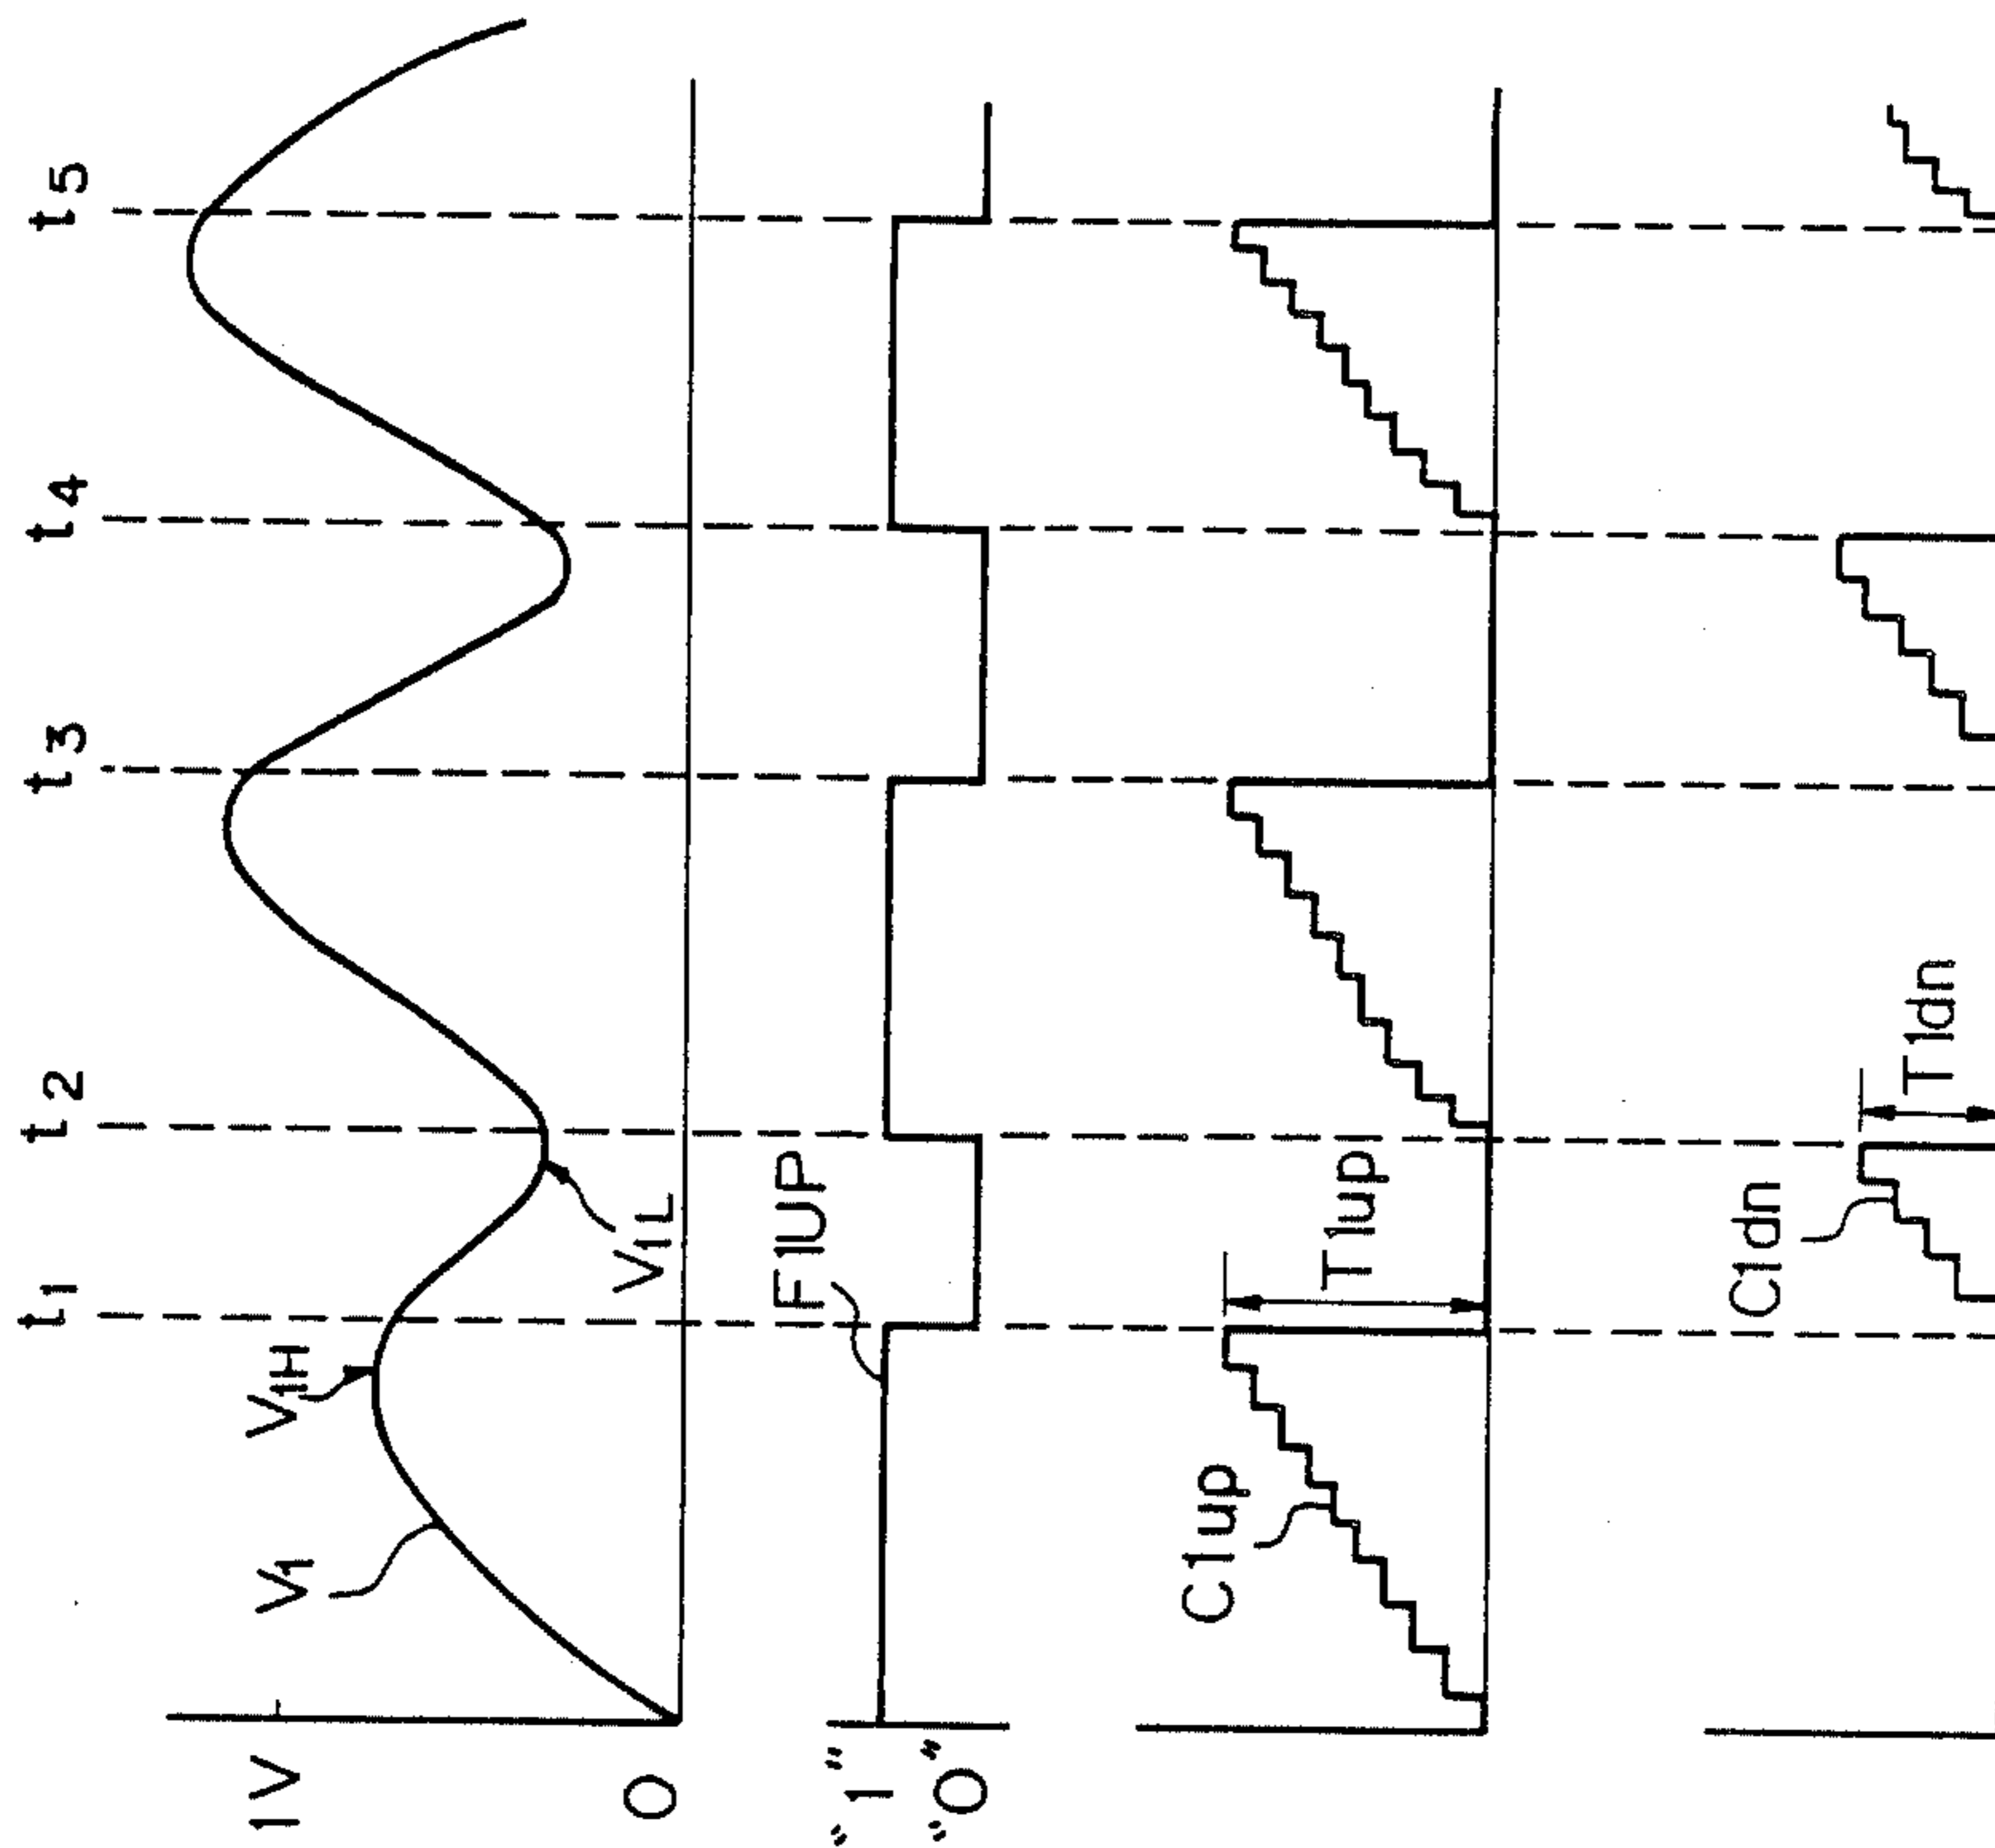 t1 t2 t3 t4 t5
1V
V1
V1H
V1L
0
"1"
"0"
F1UP
C1up
T1up
C1dn
T1dn